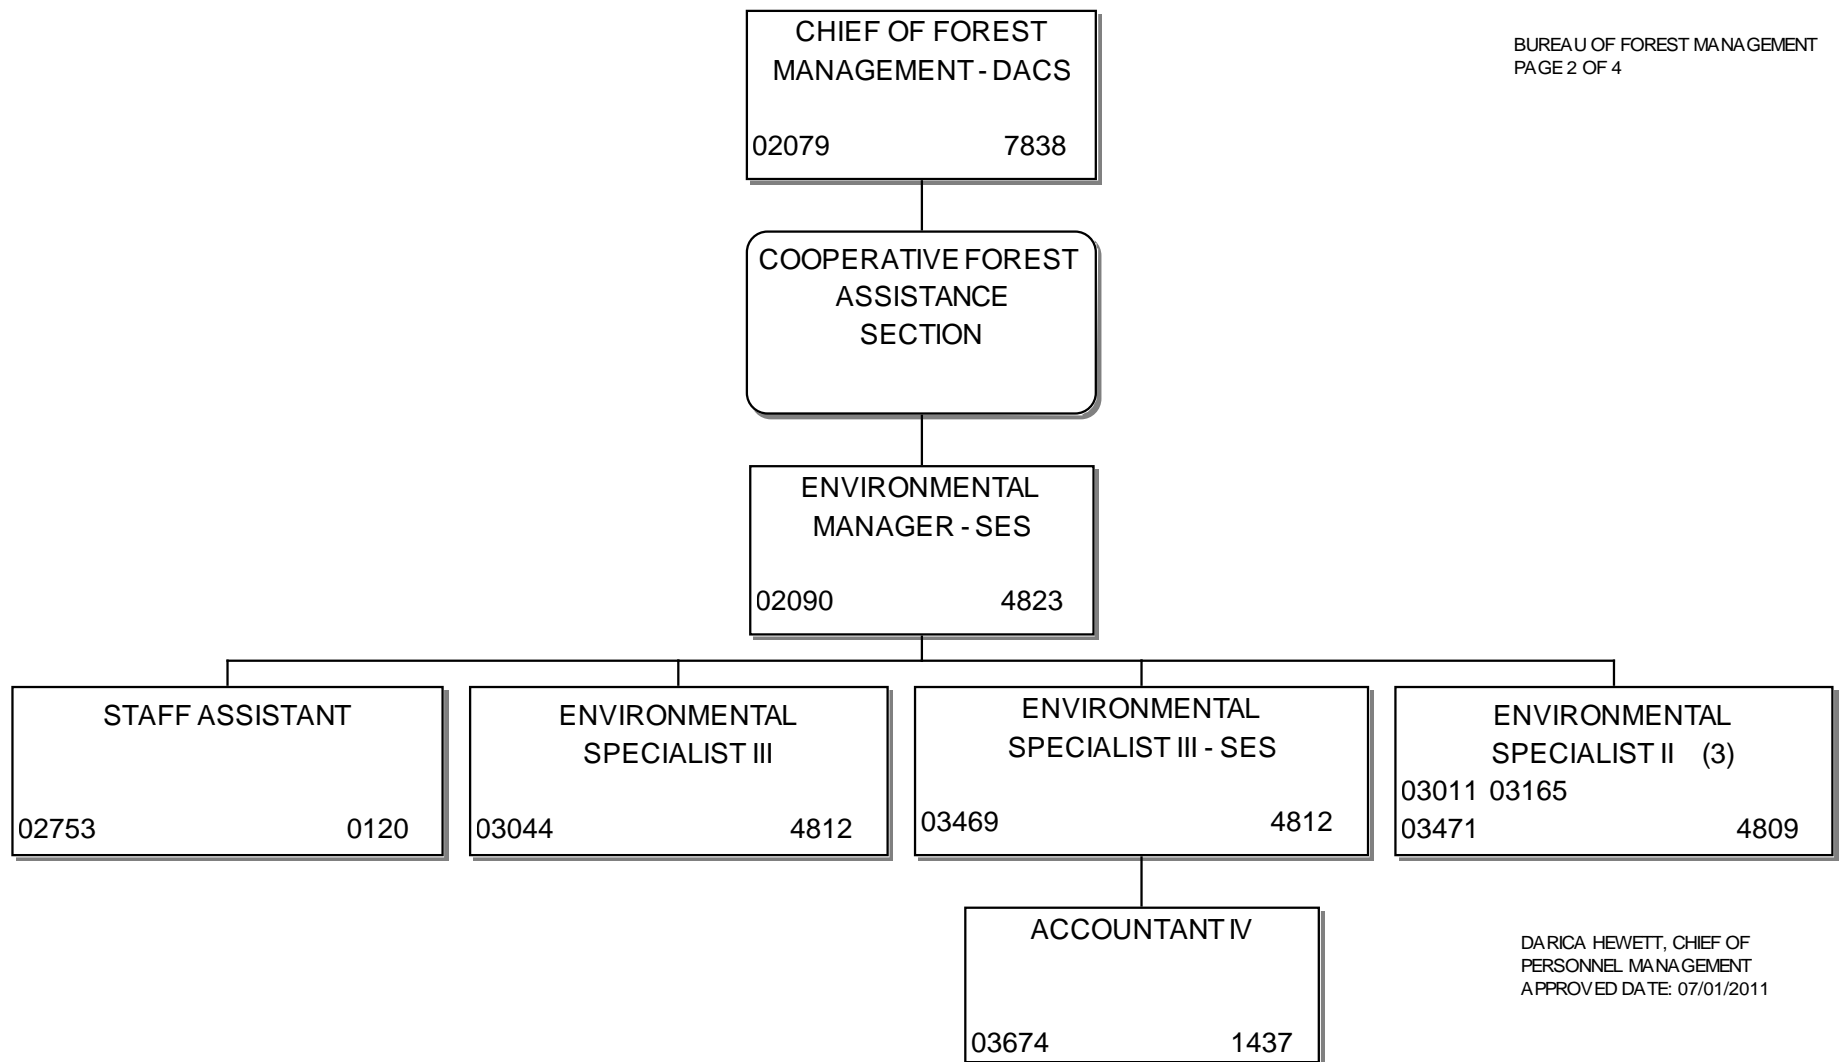 CHIEF OF FOREST
MANAGEMENT - DACS
02079 7838
BUREAU OF FOREST MANAGEMENT
PAGE 2 OF 4
COOPERATIVE FOREST
ASSISTANCE
SECTION
ENVIRONMENTAL
MANAGER - SES
02090 4823
STAFF ASSISTANT
02753 0120
ENVIRONMENTAL
SPECIALIST III
03044 4812
ENVIRONMENTAL
SPECIALIST III - SES
03469 4812
ENVIRONMENTAL
SPECIALIST II (3)
03011 03165
03471 4809
ACCOUNTANT IV
03674 1437
DARICA HEWETT, CHIEF OF
PERSONNEL MANAGEMENT
APPROVED DATE: 07/01/2011